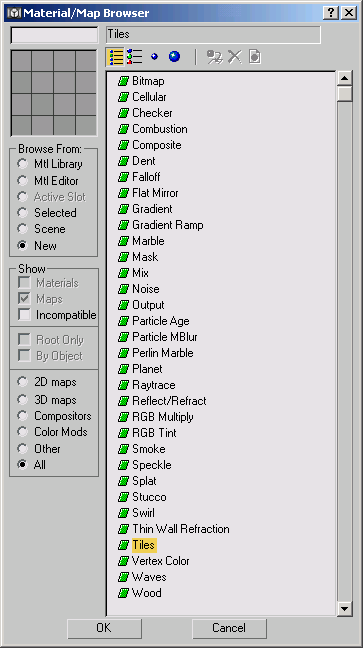 Material/Map Browser
Tiles
Browse From:
Mtl Library
Mtl Editor
Active Slot
Selected
Scene
New
Show
Materials
Maps
Incompatible
Root Only
By Object
2D maps
3D maps
Compositors
Color Mods
Other
All
Bitmap
Cellular
Checker
Combustion
Composite
Dent
Falloff
Flat Mirror
Gradient
Gradient Ramp
Marble
Mask
Mix
Noise
Output
Particle Age
Particle MBlur
Perlin Marble
Planet
Raytrace
Reflect/Refract
RGB Multiply
RGB Tint
Smoke
Speckle
Splat
Stucco
Swirl
Thin Wall Refraction
Tiles
Vertex Color
Waves
Wood
OK
Cancel